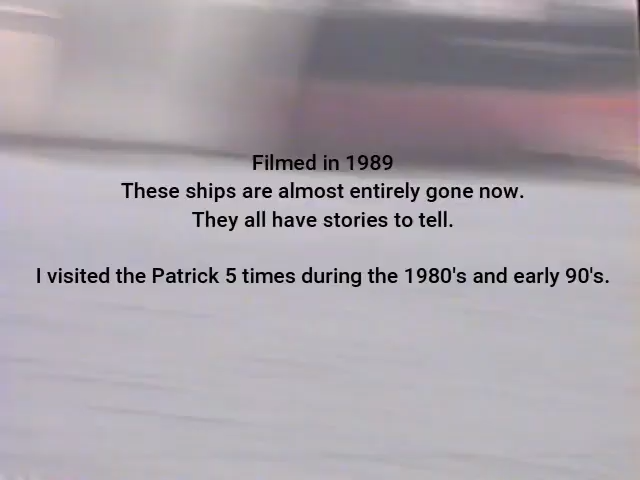 Filmed in 1989
These ships are almost entirely gone now.
They all have stories to tell.
I visited the Patrick 5 times during the 1980's and early 90's.